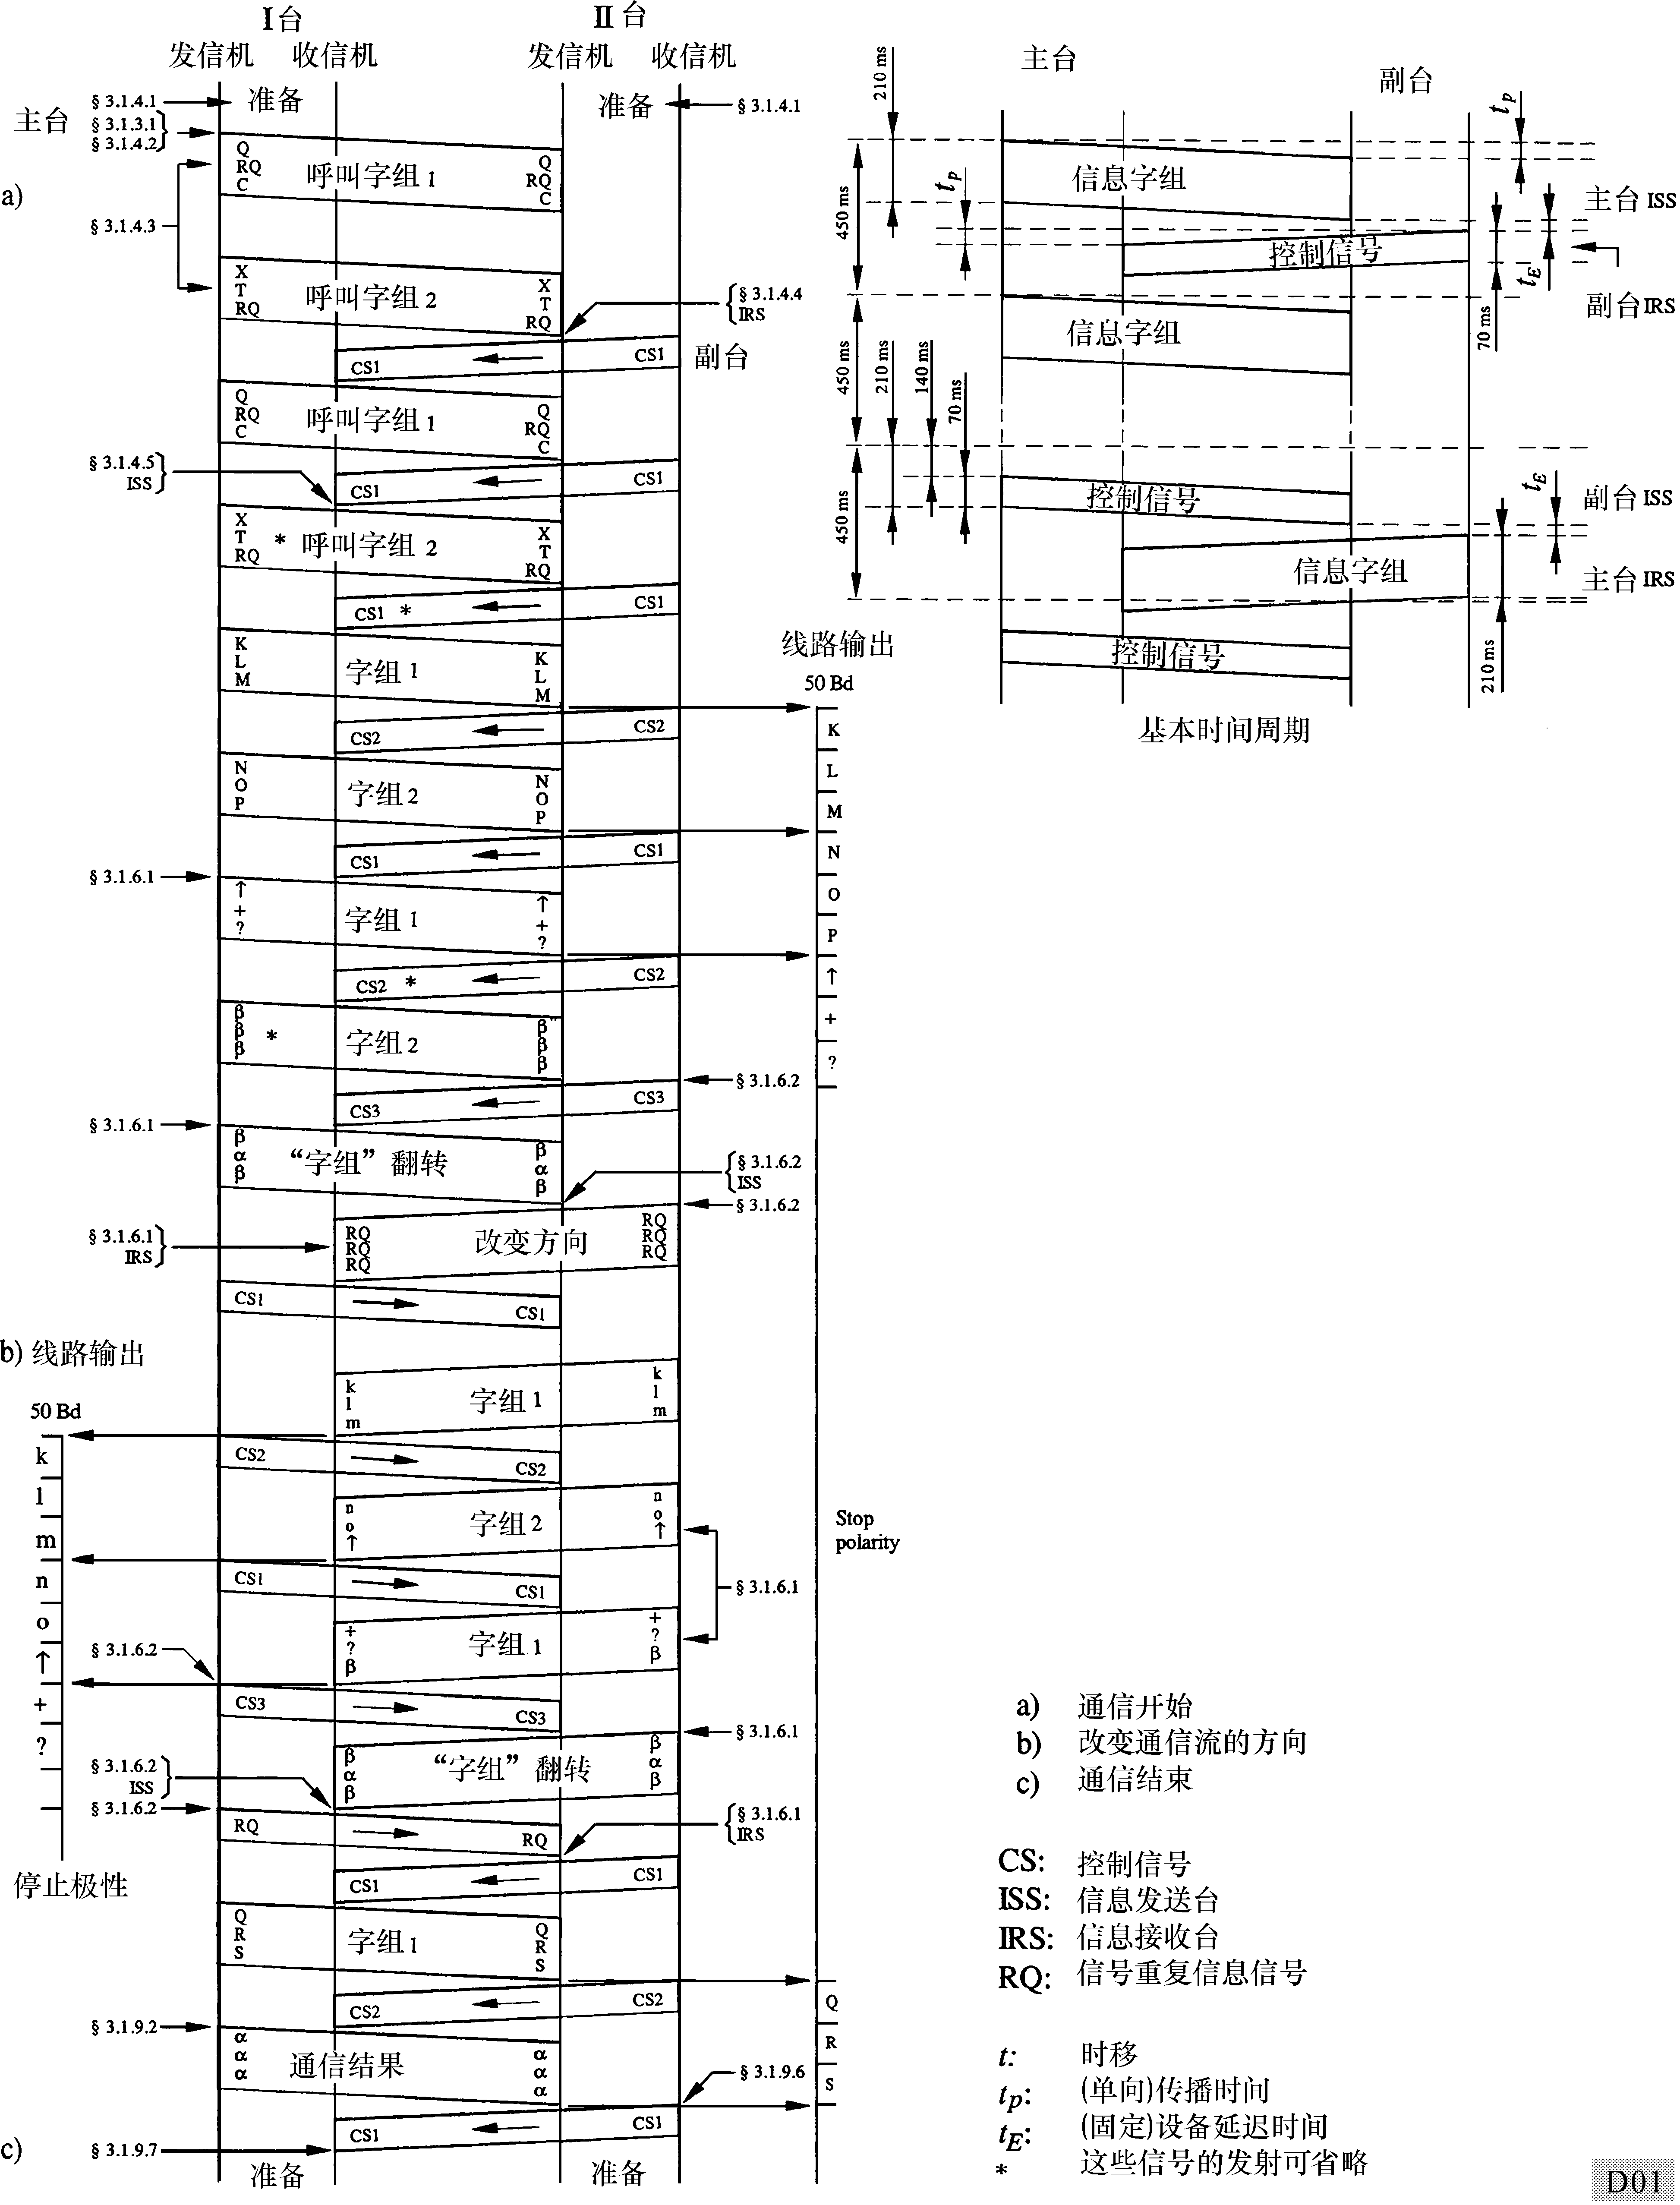 I台
II台
发信机
收信机
发信机
收信机
§ 3.1.4.1
准备
准备
§ 3.1.4.1
主台
§ 3.1.3.1
§ 3.1.4.2
Q
RQ
C
呼叫字组 1
Q
RQ
C
a)
§ 3.1.4.3
X
T
RQ
呼叫字组 2
X
T
RQ
§ 3.1.4.4
IRS
CS1
CS1
副台
Q
RQ
C
呼叫字组 1
Q
RQ
C
§ 3.1.4.5
ISS
CS1
CS1
X
T
RQ
* 呼叫字组 2
X
T
RQ
CS1 *
CS1
K
L
M
字组 1
K
L
M
线路输出
50 Bd
K
L
M
N
O
P
↑
+
?
CS2
CS2
N
O
P
字组 2
N
O
P
CS1
CS1
§ 3.1.6.1
↑
+
?
字组 1
↑
+
?
CS2 *
CS2
β
β
β
*
字组 2
β
β
β
§ 3.1.6.2
CS3
CS3
§ 3.1.6.1
β
α
β
“字组” 翻转
β
α
β
§ 3.1.6.2
ISS
§ 3.1.6.2
§ 3.1.6.1
IRS
RQ
RQ
RQ
改变方向
RQ
RQ
RQ
CS1
CS1
b) 线路输出
50 Bd
k
l
m
n
o
↑
+
?
停止极性
k
l
m
字组 1
k
l
m
CS2
CS2
n
o
↑
字组 2
n
o
↑
Stop
polarity
CS1
CS1
§ 3.1.6.1
+
?
β
字组 1
+
?
β
§ 3.1.6.2
CS3
CS3
§ 3.1.6.1
β
α
β
“字组” 翻转
β
α
β
§ 3.1.6.2
ISS
§ 3.1.6.2
RQ
RQ
§ 3.1.6.1
IRS
CS1
CS1
Q
R
S
字组 1
Q
R
S
Q
R
S
CS2
CS2
§ 3.1.9.2
α
α
α
通信结果
α
α
α
§ 3.1.9.6
CS1
CS1
c)
§ 3.1.9.7
准备
准备
主台
副台
210 ms
tp
信息字组
450 ms
tp
主台 ISS
控制信号
tE
70 ms
副台 IRS
信息字组
450 ms
210 ms
140 ms
70 ms
450 ms
控制信号
tE
副台 ISS
信息字组
主台 IRS
控制信号
210 ms
基本时间周期
a) 通信开始
b) 改变通信流的方向
c) 通信结束
CS: 控制信号
ISS: 信息发送台
IRS: 信息接收台
RQ: 信号重复信息信号
t: 时移
tp: (单向)传播时间
tE: (固定)设备延迟时间
* 这些信号的发射可省略
D01